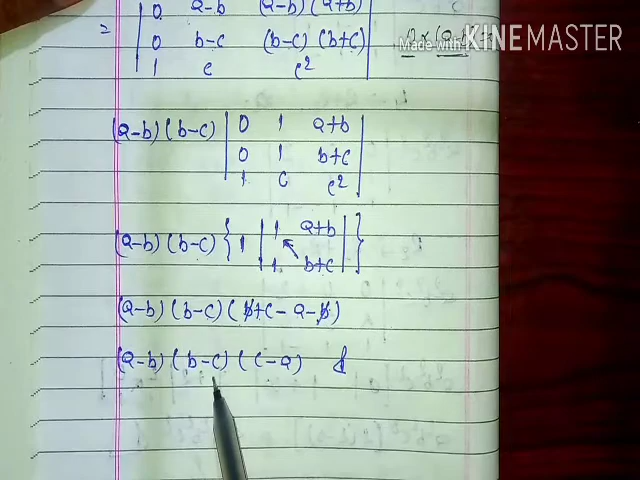 0 a-b (a-b) (a+b)
= 0 b-c (b-c) (b+c)
1 c c²
Made with KINEMASTER
(a-b) (b-c) | 0 1 a+b |
| 0 1 b+c |
| 1 c c² |
(a-b) (b-c) { 1 | 1 a+b | }
| 1 b+c |
(a-b) (b-c) (b+c-a-b)
(a-b) (b-c) (c-a)